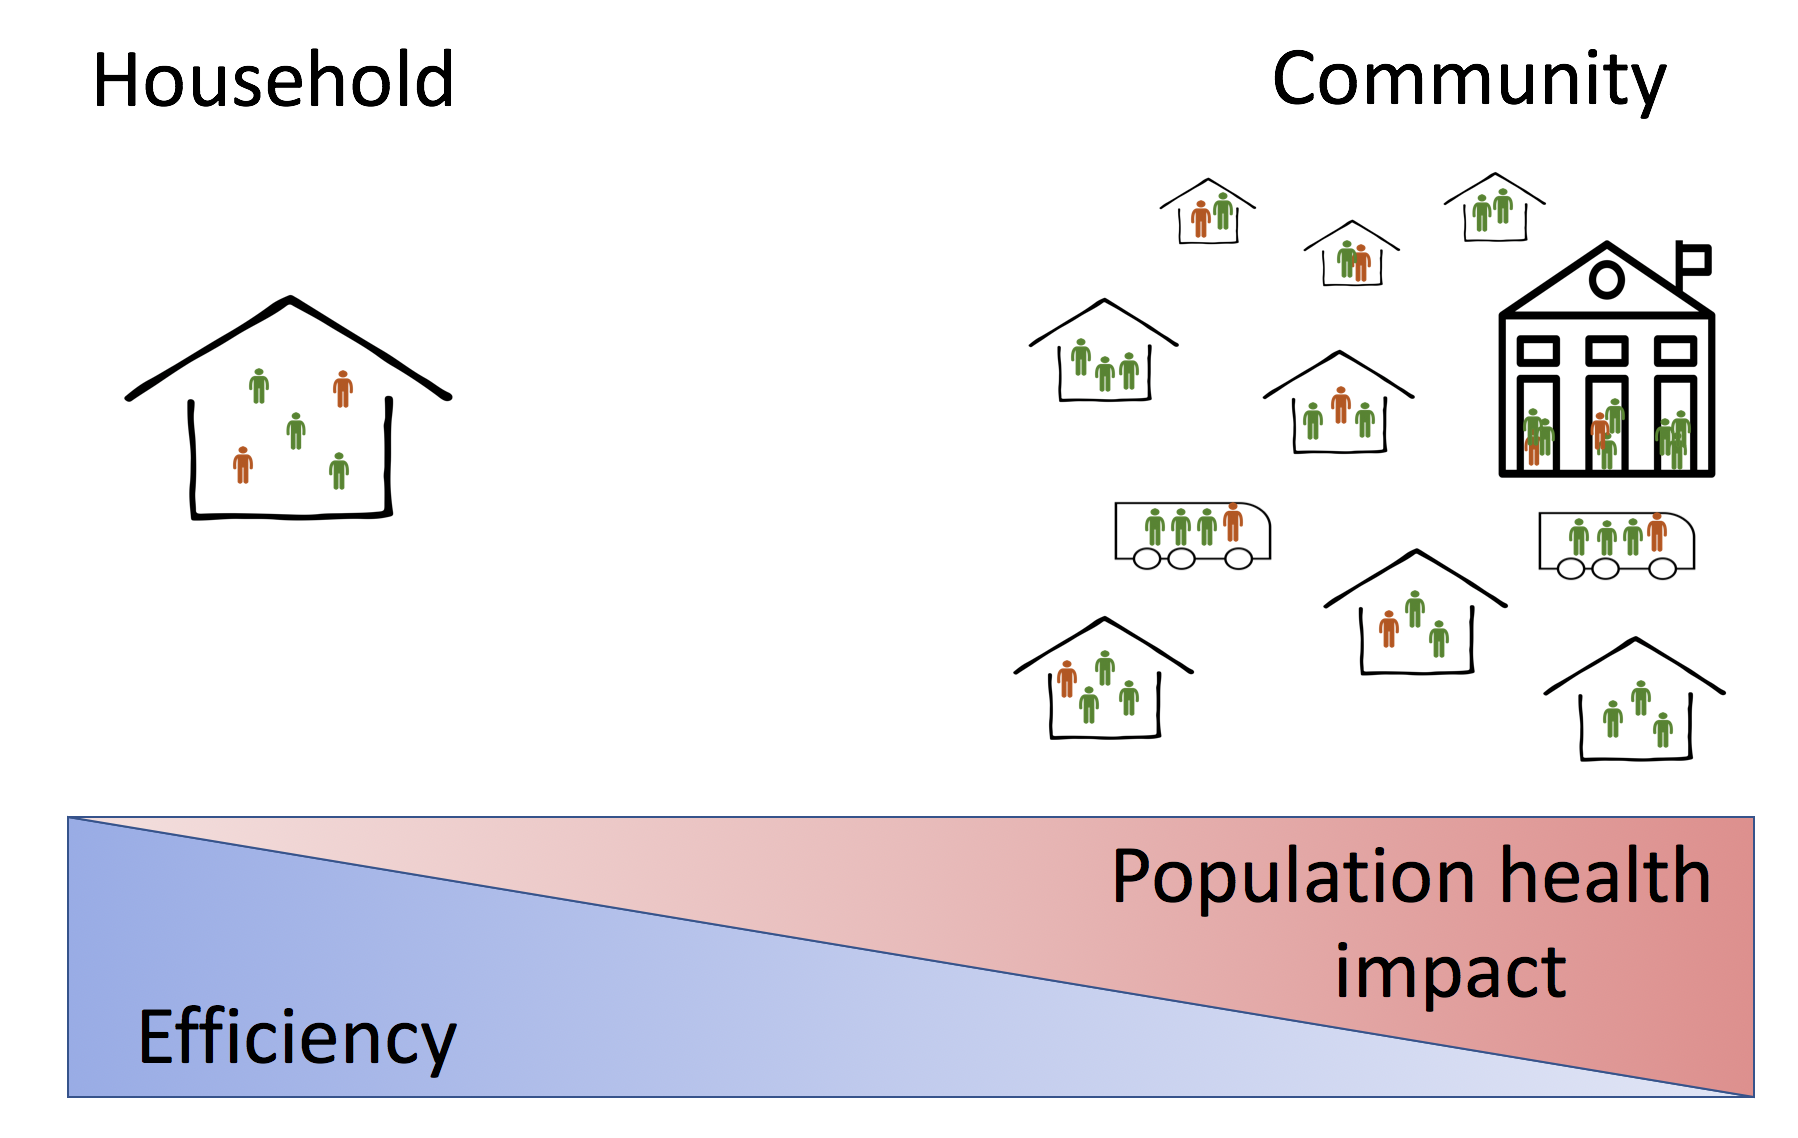 Household
Community
Population health
impact
Efficiency